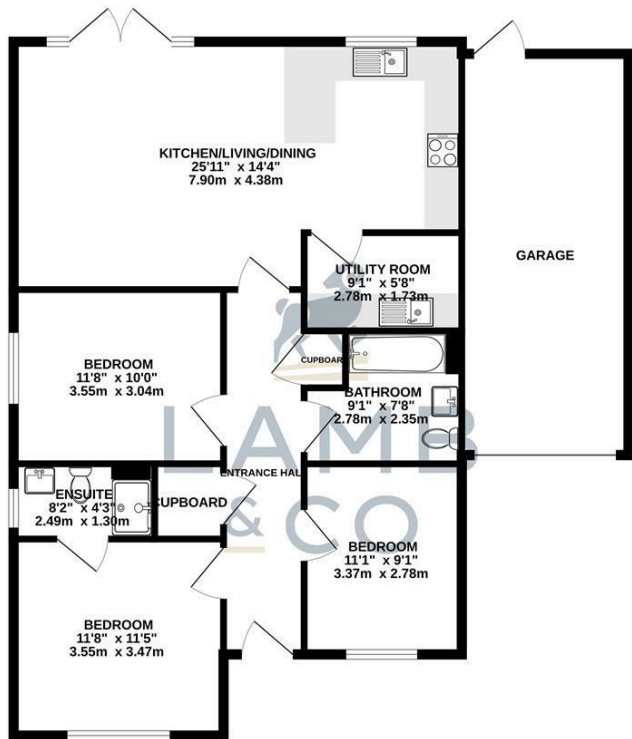 KITCHEN/LIVING/DINING
25'11" x 14'4"
7.90m x 4.38m
GARAGE
UTILITY ROOM
9'1" x 5'8"
2.78m x 1.73m
BEDROOM
11'8" x 10'0"
3.55m x 3.04m
CUPBOARD
BATHROOM
9'1" x 7'8"
2.78m x 2.35m
LAMB
& CO
ENTRANCE HALL
ENSUITE
8'2" x 4'3"
2.49m x 1.30m
CUPBOARD
BEDROOM
11'1" x 9'1"
3.37m x 2.78m
BEDROOM
11'8" x 11'5"
3.55m x 3.47m